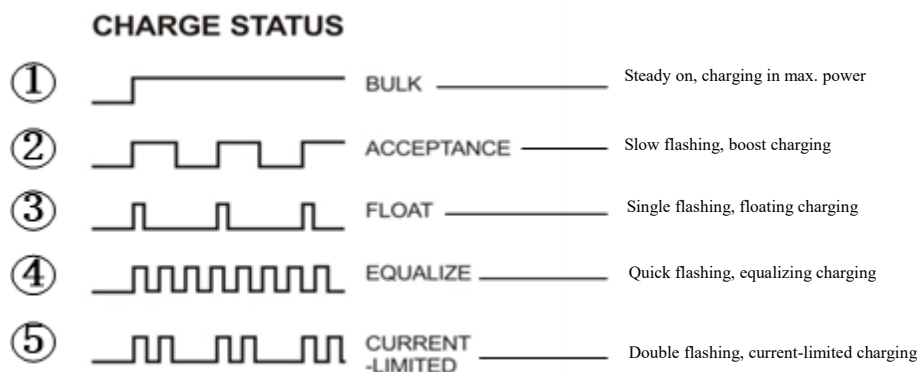 CHARGE STATUS
① BULK Steady on, charging in max. power
② ACCEPTANCE Slow flashing, boost charging
③ FLOAT Single flashing, floating charging
④ EQUALIZE Quick flashing, equalizing charging
⑤ CURRENT
-LIMITED Double flashing, current-limited charging